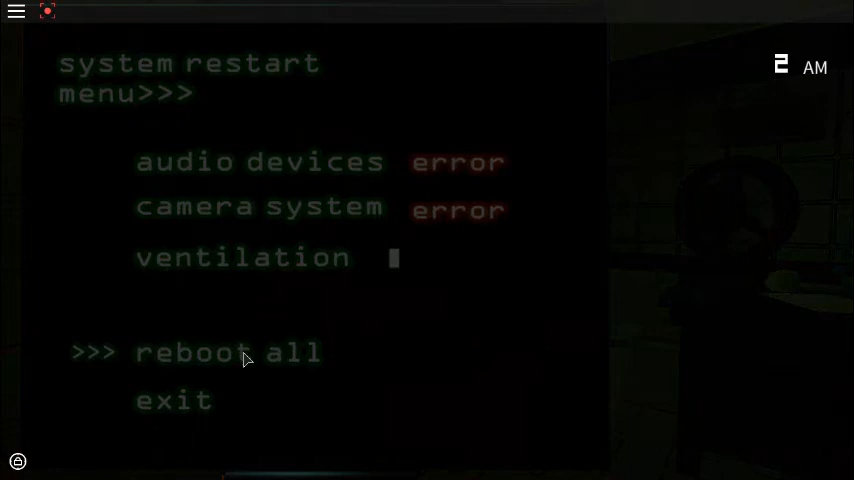 2 AM
system restart
menu>>>
audio devices error
camera system error
ventilation
>>> reboot all
exit